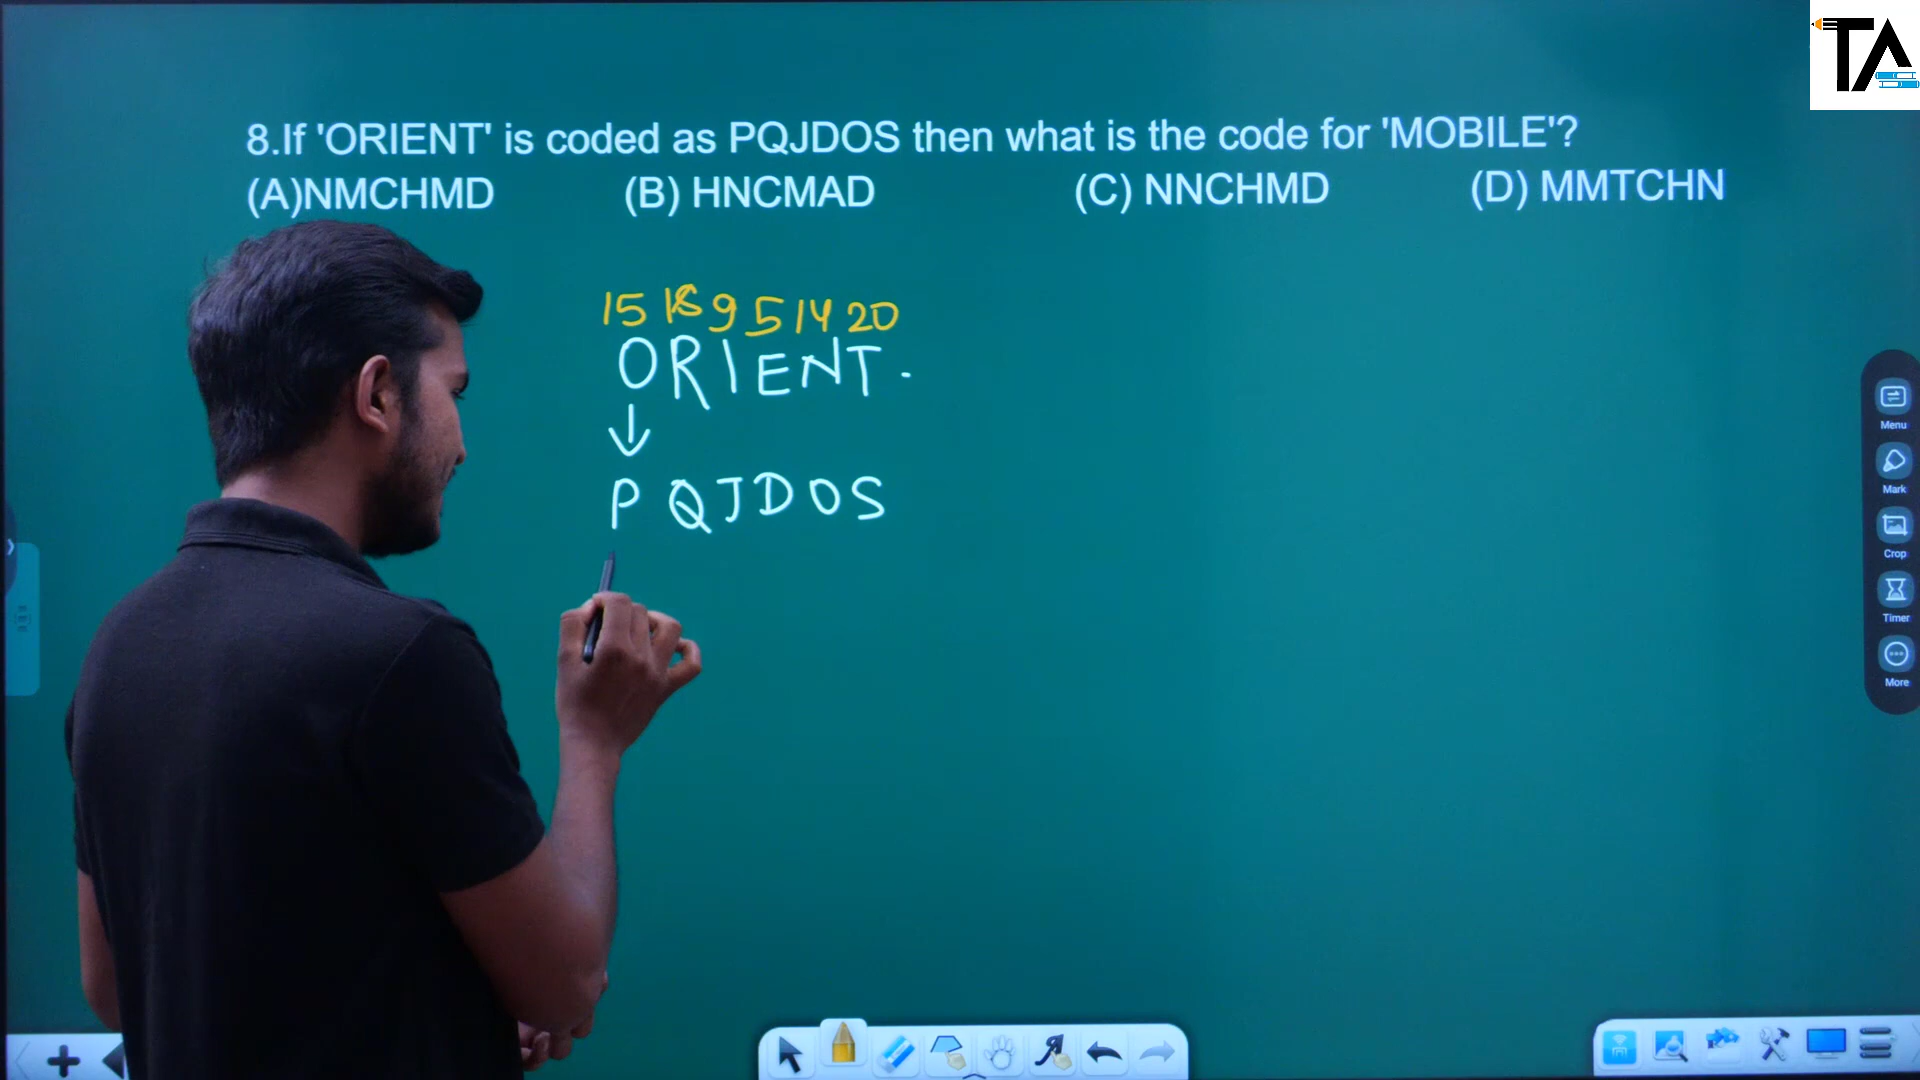 TA
8.If 'ORIENT' is coded as PQJDOS then what is the code for 'MOBILE'?
(A)NMCHMD (B) HNCMAD (C) NNCHMD (D) MMTCHN
15 18 9 5 14 20
ORIENT.
PQJDOS
Menu
Mark
Crop
Timer
More